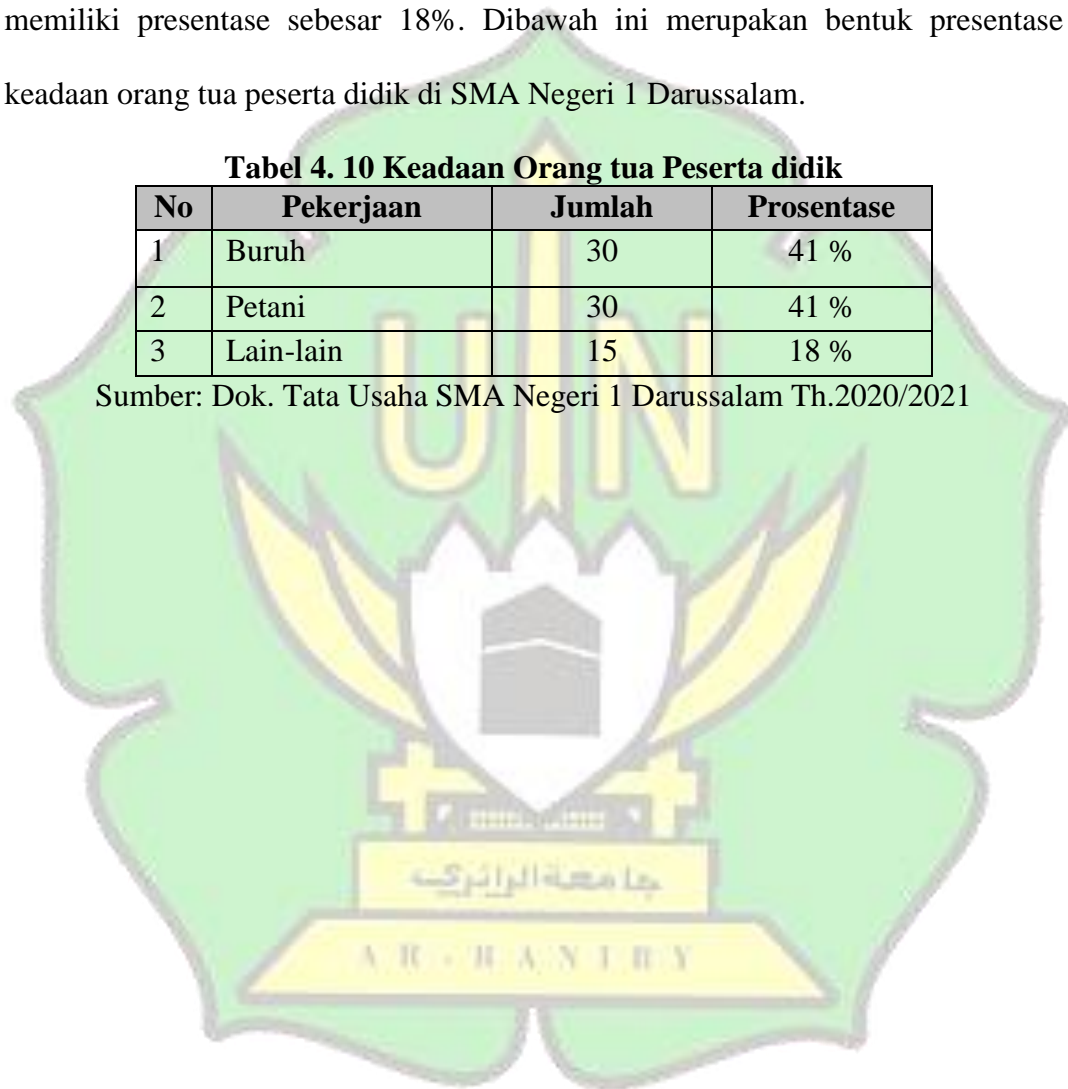 memiliki presentase sebesar 18%. Dibawah ini merupakan bentuk presentase
keadaan orang tua peserta didik di SMA Negeri 1 Darussalam.
Tabel 4. 10 Keadaan Orang tua Peserta didik
No Pekerjaan Jumlah Prosentase
1 Buruh 30 41 %
2 Petani 30 41 %
3 Lain-lain 15 18 %
Sumber: Dok. Tata Usaha SMA Negeri 1 Darussalam Th.2020/2021
UIN
جامعة الرانري
AR-RANIRY